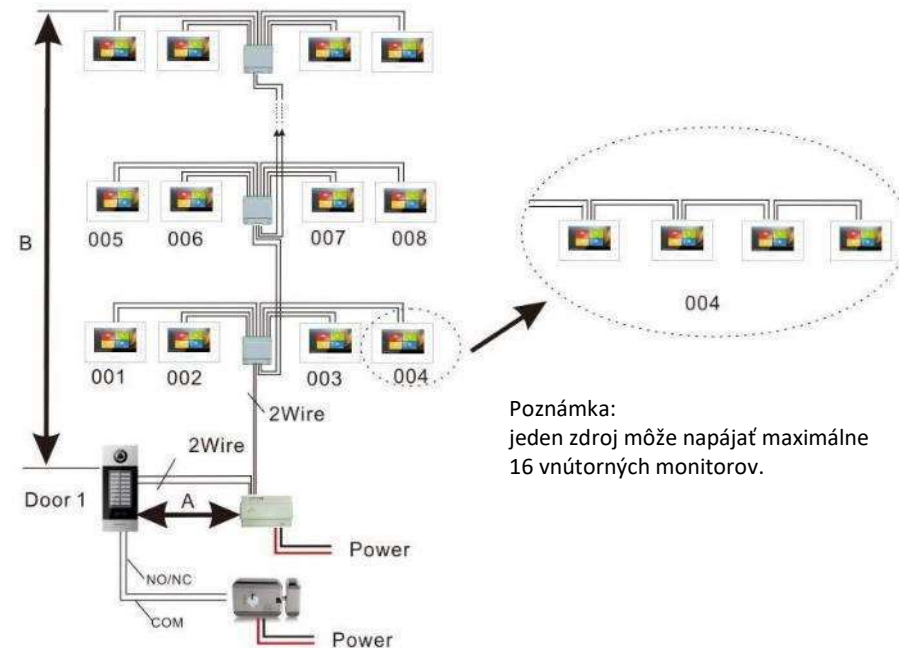 B
005
006
007
008
001
002
003
004
004
2Wire
2Wire
Door 1
A
Power
NO/NC
COM
Power
Poznámka:
jeden zdroj môže napájať maximálne
16 vnútorných monitorov.